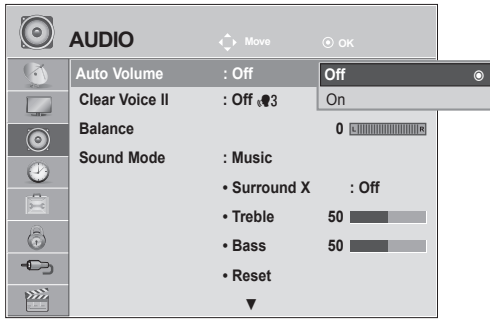 AUDIO Move OK
Auto Volume : Off Off
Clear Voice II : Off 3 On
Balance 0 L R
Sound Mode : Music
• Surround X : Off
• Treble 50
• Bass 50
• Reset
▼